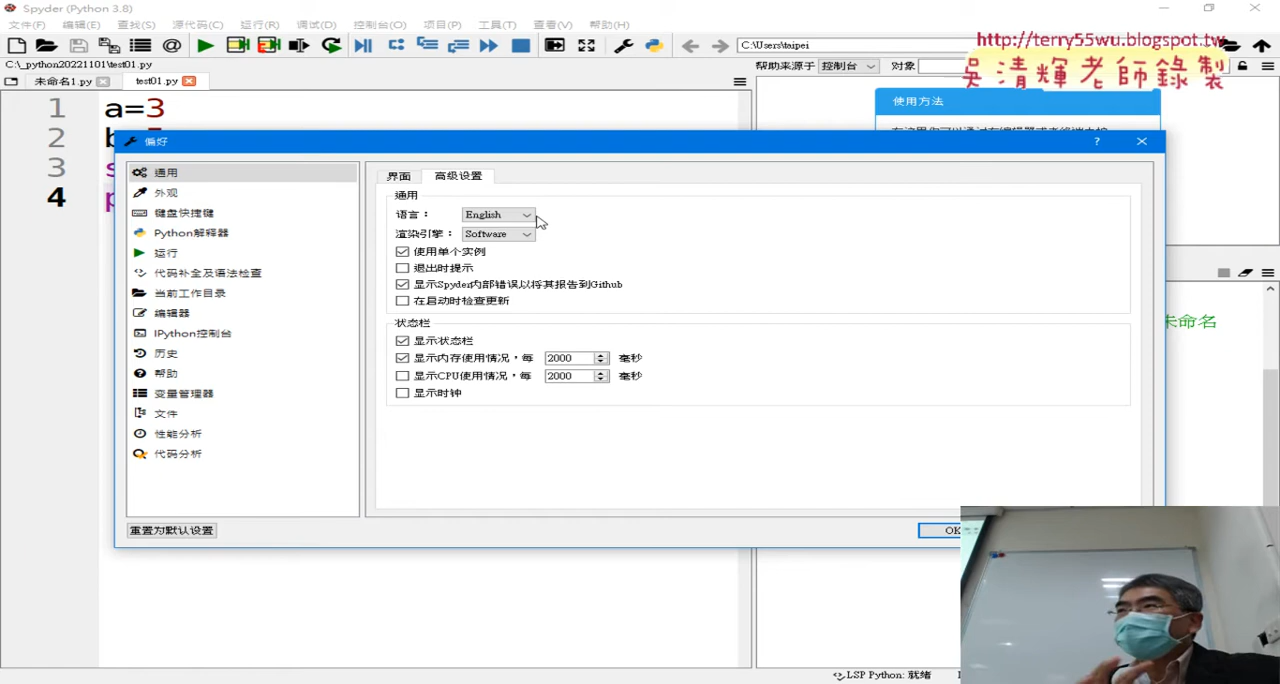 Spyder (Python 3.8)
文件(F) 编辑(E) 查找(S) 源代码(C) 运行(R) 调试(D) 控制台(O) 项目(P) 工具(T) 查看(V) 帮助(H)
C:\Users\taipei
http://terry55wu.blogspot.tw
吳清輝老師錄製
C:\_python20221101\test01.py
帮助来源于 控制台 对象
未命名1.py test01.py
使用方法
1 a=3
2 b
3 s
4 p
偏好
通用
外观
键盘快捷键
Python解释器
运行
代码补全及语法检查
当前工作目录
编辑器
IPython控制台
历史
帮助
变量管理器
文件
性能分析
代码分析
重置为默认设置
界面 高级设置
通用
语言： English
渲染引擎： Software
使用单个实例
退出时提示
显示Spyder内部错误以将其报告到Github
在启动时检查更新
状态栏
显示状态栏
显示内存使用情况，每 2000 毫秒
显示CPU使用情况，每 2000 毫秒
显示时钟
OK
未命名
LSP Python: 就绪